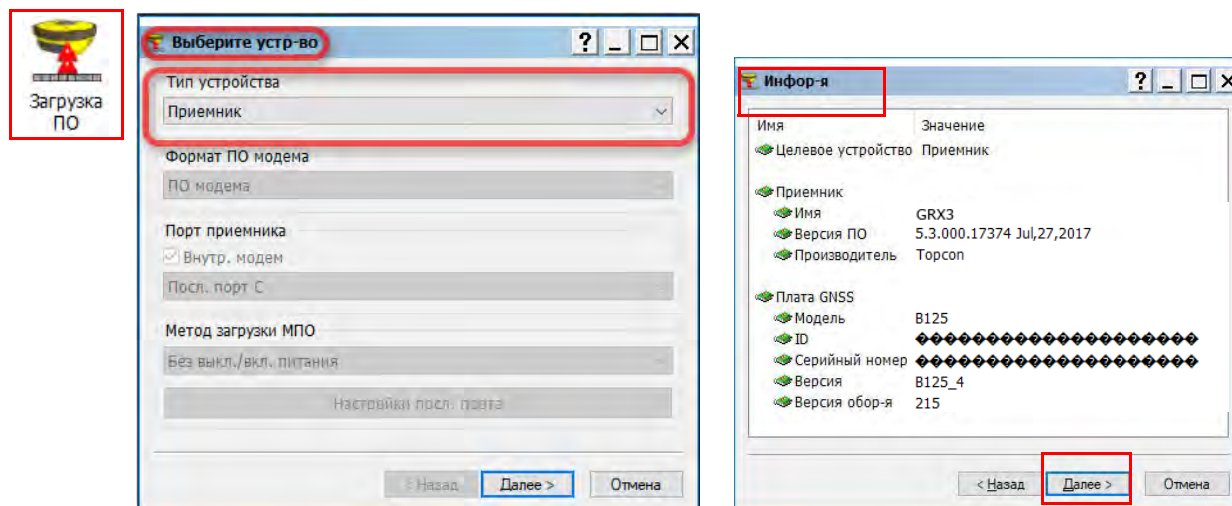 Загрузка
ПО
Выберите устр-во
Тип устройства
Приемник
Формат ПО модема
ПО модема
Порт приемника
Внутр. модем
Посл. порт C
Метод загрузки МПО
Без выкл./вкл. питания
Настройки посл. порта
< Назад Далее > Отмена
Инфор-я
Имя Значение
Целевое устройство Приемник
Приемник
Имя GRX3
Версия ПО 5.3.000.17374 Jul,27,2017
Производитель Topcon
Плата GNSS
Модель B125
ID �������������������������
Серийный номер �������������������������
Версия B125_4
Версия обор-я 215
< Назад Далее > Отмена